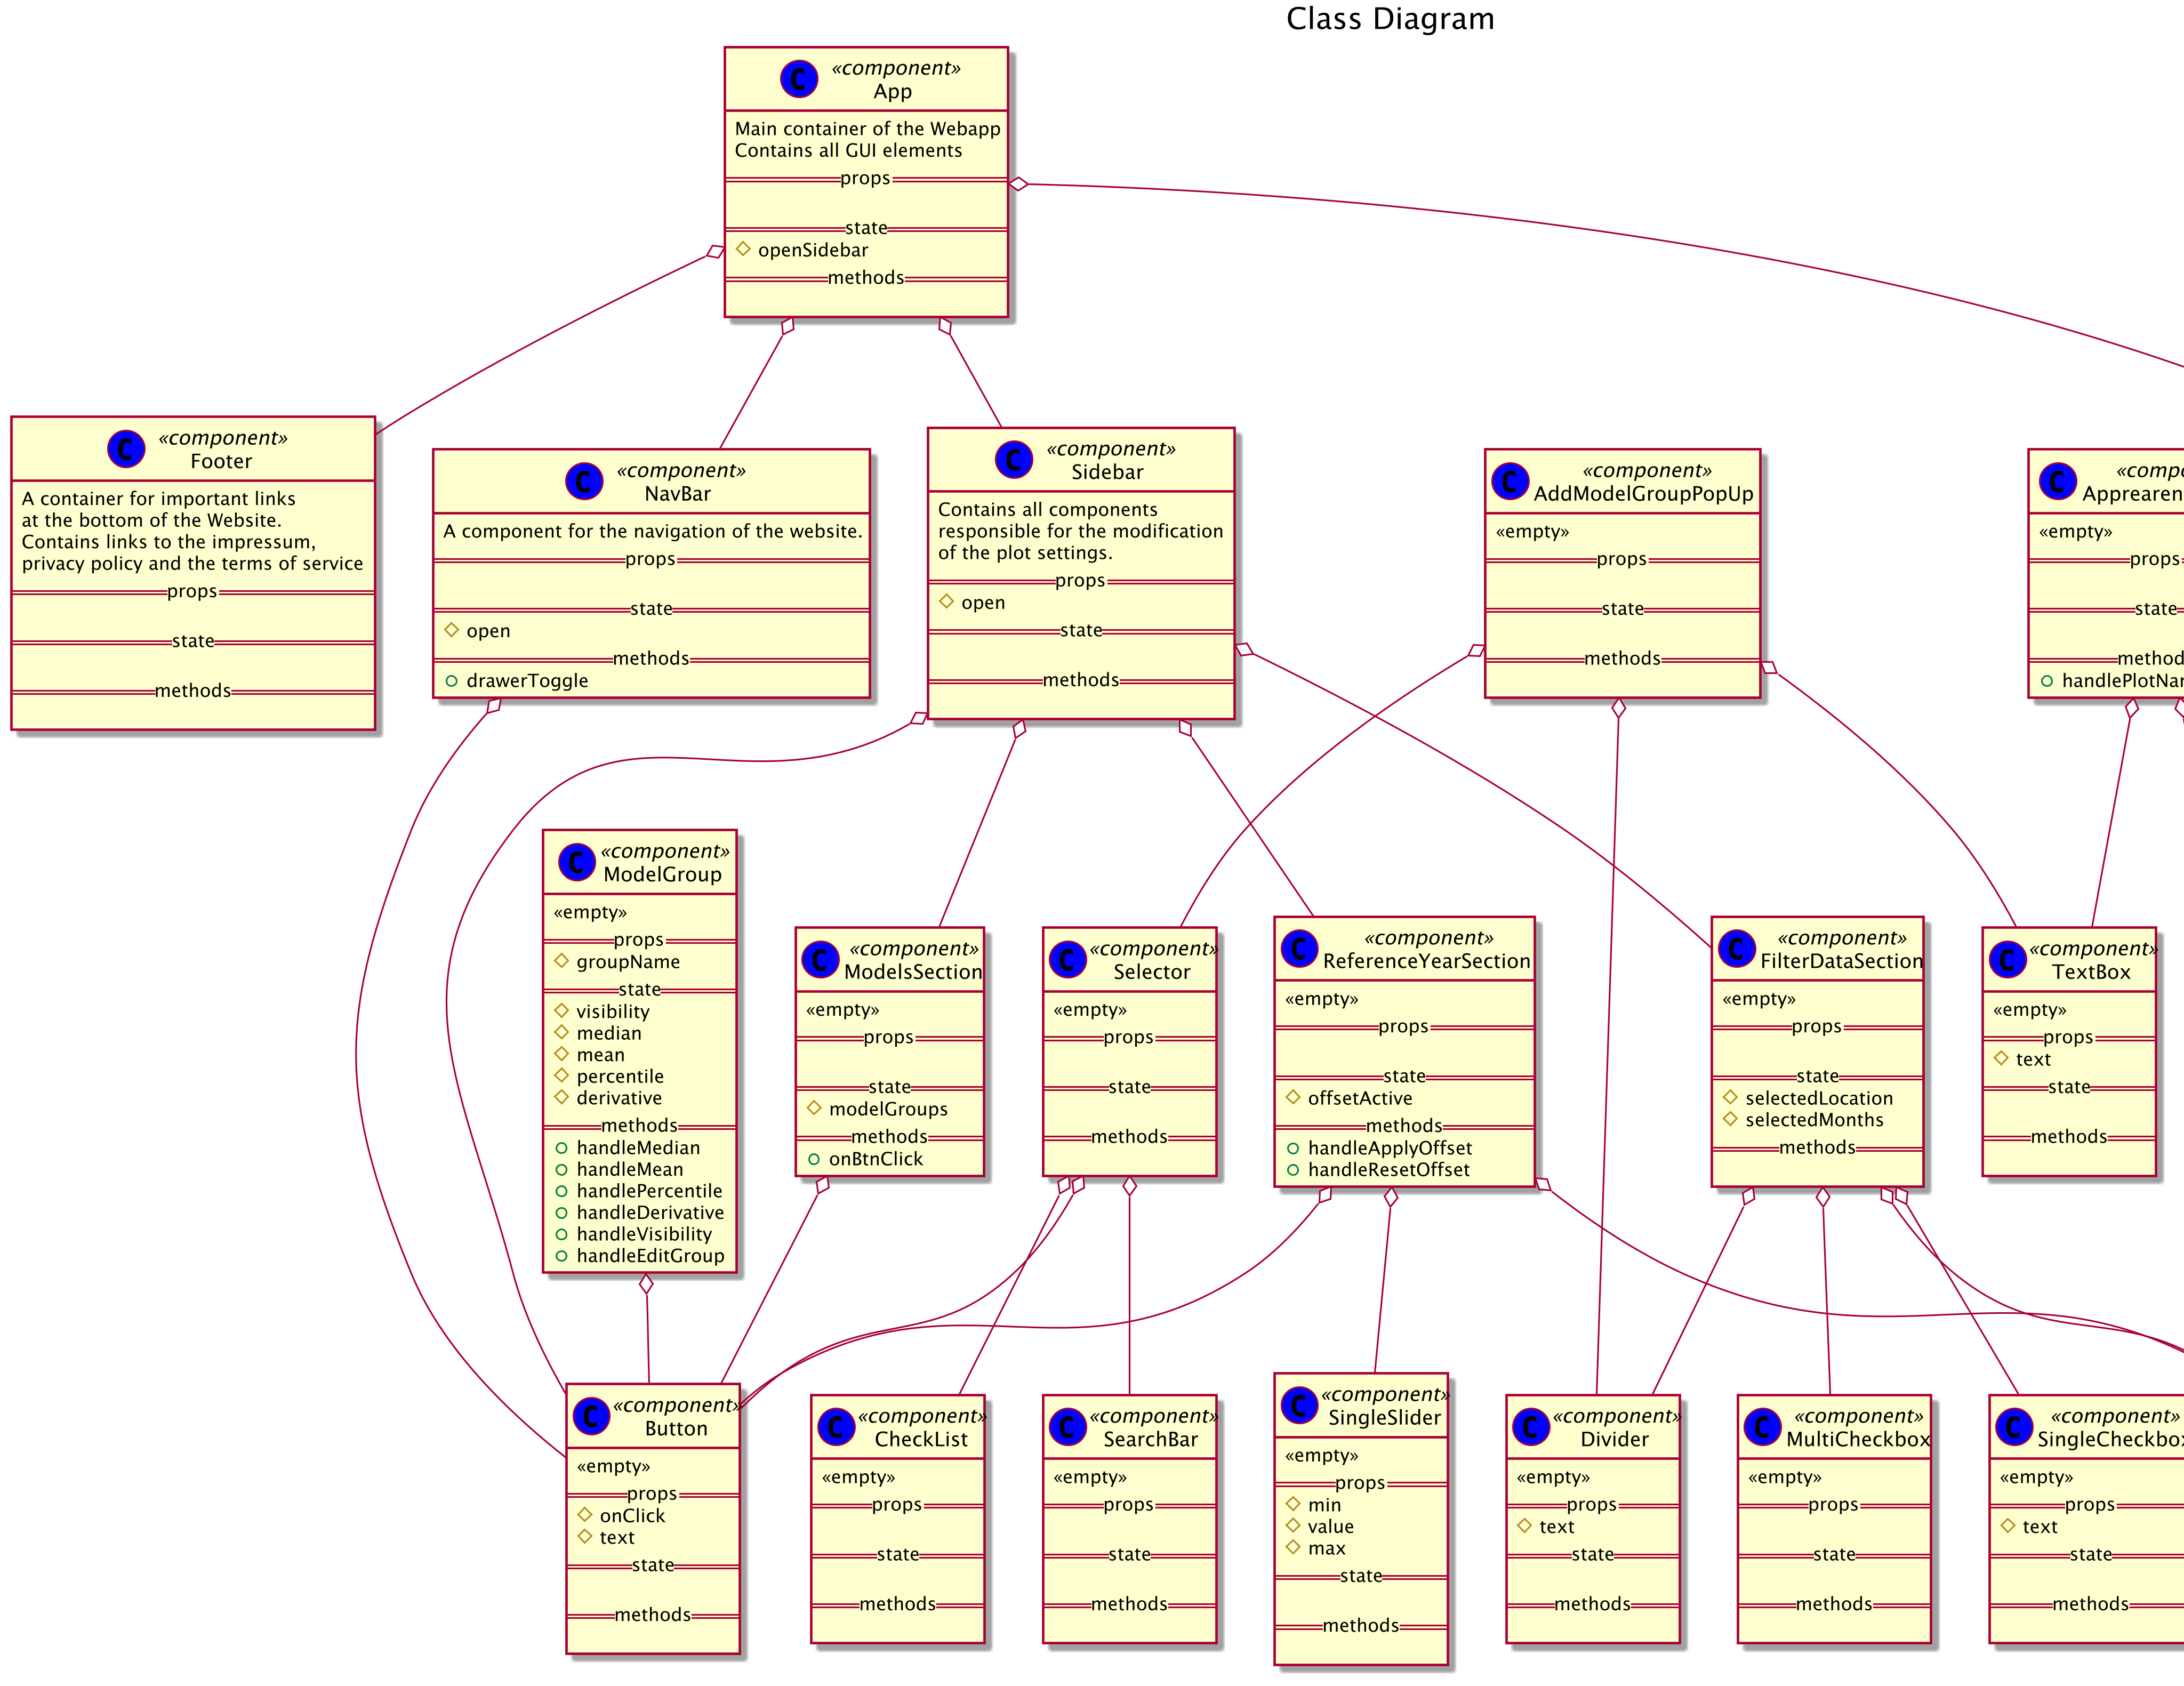 Class Diagram
C
«component»
App
Main container of the Webapp
Contains all GUI elements
props
state
openSidebar
methods
C
«component»
Footer
A container for important links
at the bottom of the Website.
Contains links to the impressum,
privacy policy and the terms of service
props
state
methods
C
«component»
NavBar
A component for the navigation of the website.
props
state
open
methods
drawerToggle
C
«component»
Sidebar
Contains all components
responsible for the modification
of the plot settings.
props
open
state
methods
C
«component»
AddModelGroupPopUp
«empty»
props
state
methods
C
«compo
Apprearen
«empty»
props
state
method
handlePlotNa
C
«component»
ModelGroup
«empty»
props
groupName
state
visibility
median
mean
percentile
derivative
methods
handleMedian
handleMean
handlePercentile
handleDerivative
handleVisibility
handleEditGroup
C
«component»
ModelsSection
«empty»
props
state
modelGroups
methods
onBtnClick
C
«component»
Selector
«empty»
props
state
methods
C
«component»
ReferenceYearSection
«empty»
props
state
offsetActive
methods
handleApplyOffset
handleResetOffset
C
«component»
FilterDataSection
«empty»
props
state
selectedLocation
selectedMonths
methods
C
«component»
TextBox
«empty»
props
text
state
methods
C
«component»
Button
«empty»
props
onClick
text
state
methods
C
«component»
CheckList
«empty»
props
state
methods
C
«component»
SearchBar
«empty»
props
state
methods
C
«component»
SingleSlider
«empty»
props
min
value
max
state
methods
C
«component»
Divider
«empty»
props
text
state
methods
C
«component»
MultiCheckbox
«empty»
props
state
methods
C
«component»
SingleCheckbox
«empty»
props
text
state
methods